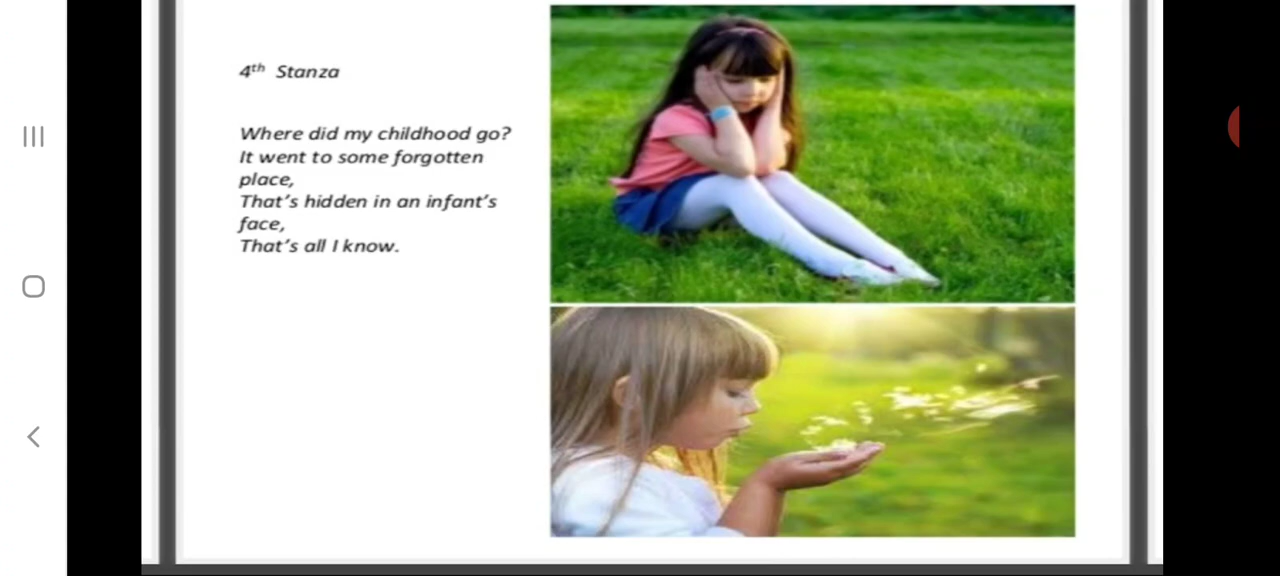 4th Stanza
Where did my childhood go?
It went to some forgotten
place,
That's hidden in an infant's
face,
That's all I know.